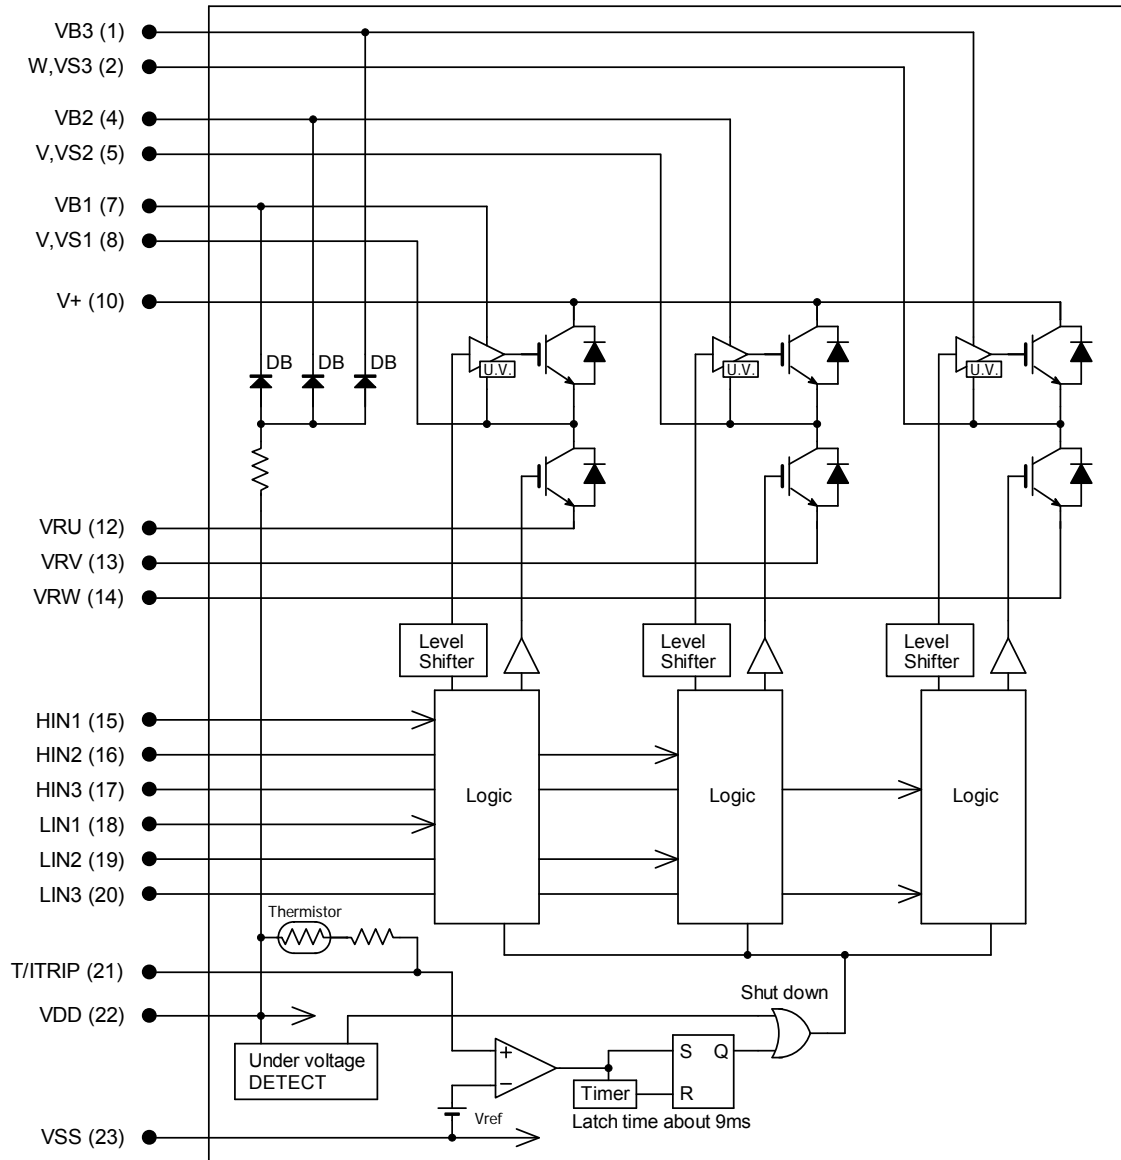 VB3 (1)
W,VS3 (2)
VB2 (4)
V,VS2 (5)
VB1 (7)
V,VS1 (8)
V+ (10)
DB DB DB
U.V. U.V. U.V.
VRU (12)
VRV (13)
VRW (14)
Level
Shifter
Level
Shifter
Level
Shifter
HIN1 (15)
HIN2 (16)
HIN3 (17)
LIN1 (18)
LIN2 (19)
LIN3 (20)
Logic Logic Logic
Thermistor
T/ITRIP (21)
VDD (22)
Shut down
Under voltage
DETECT
+
−
Vref
Timer
S Q
R
Latch time about 9ms
VSS (23)